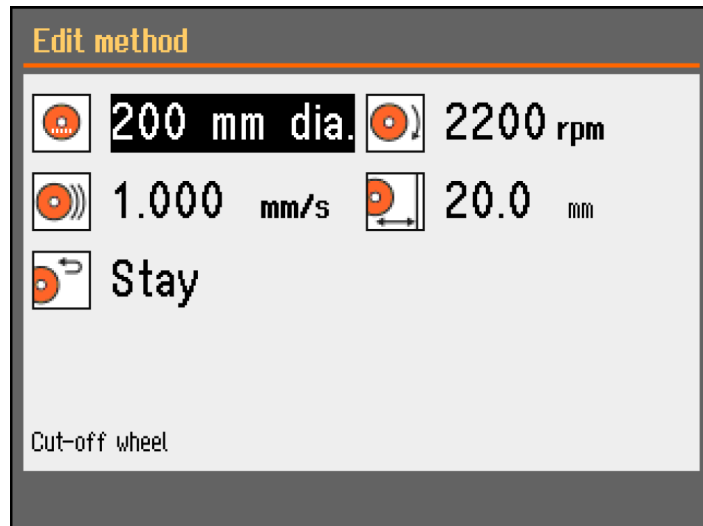 Edit method
200 mm dia. 2200 rpm
1.000 mm/s 20.0 mm
Stay
Cut-off wheel